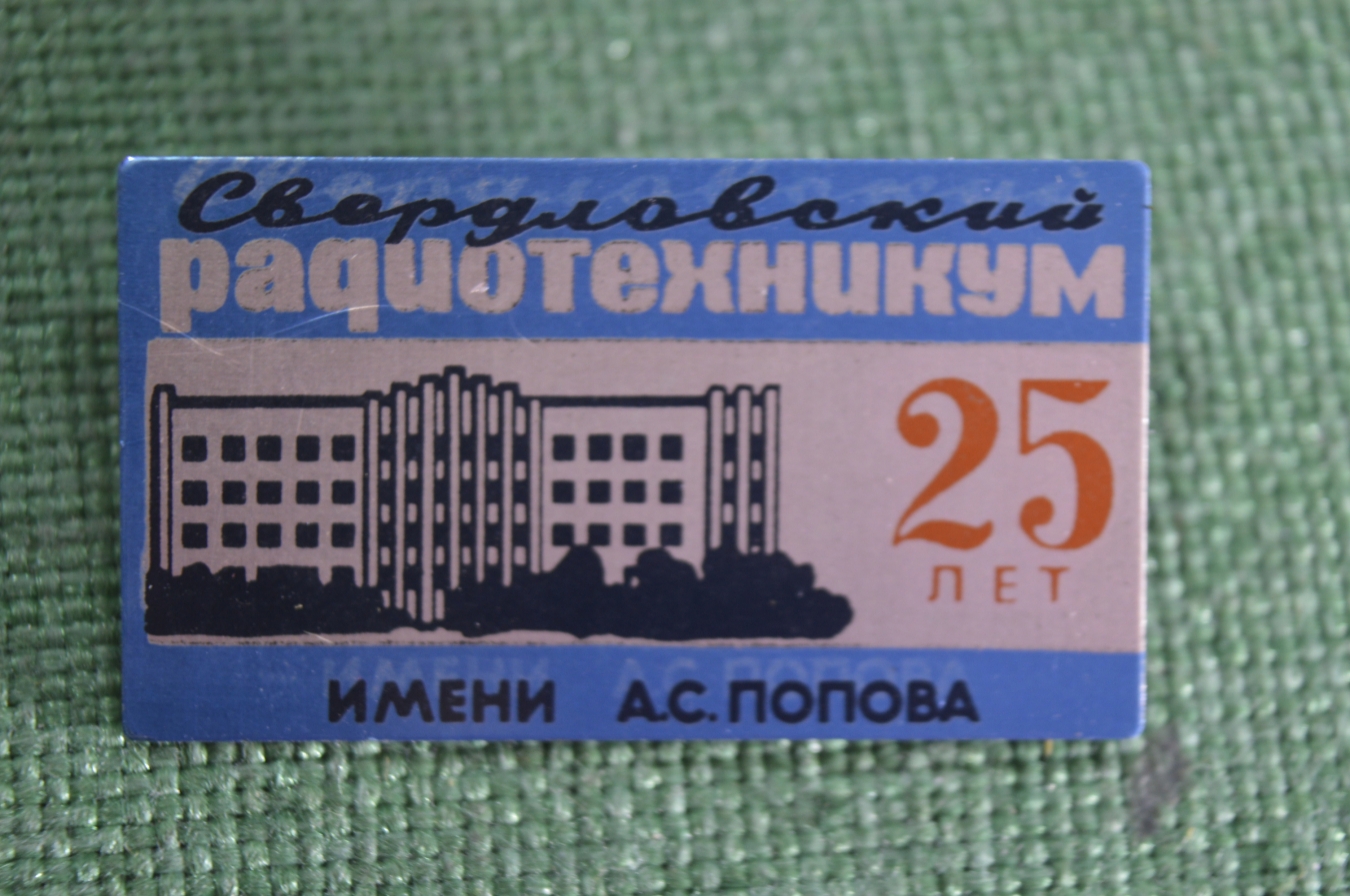 Свердловский
радиотехникум
25
ЛЕТ
ИМЕНИ А.С. ПОПОВА